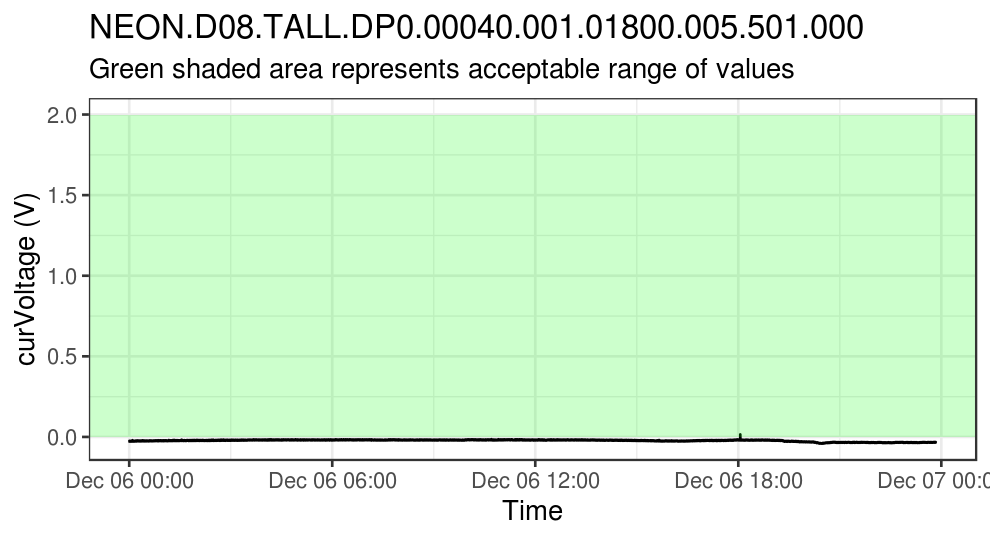 NEON.D08.TALL.DP0.00040.001.01800.005.501.000
Green shaded area represents acceptable range of values
curVoltage (V)
2.0
1.5
1.0
0.5
0.0
Dec 06 00:00 Dec 06 06:00 Dec 06 12:00 Dec 06 18:00 Dec 07 00:0
Time